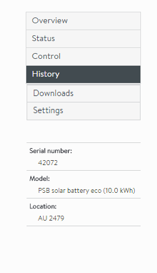 Overview
Status
Control
History
Downloads
Settings
Serial number:
42072
Model:
PSB solar battery eco (10.0 kWh)
Location:
AU 2479